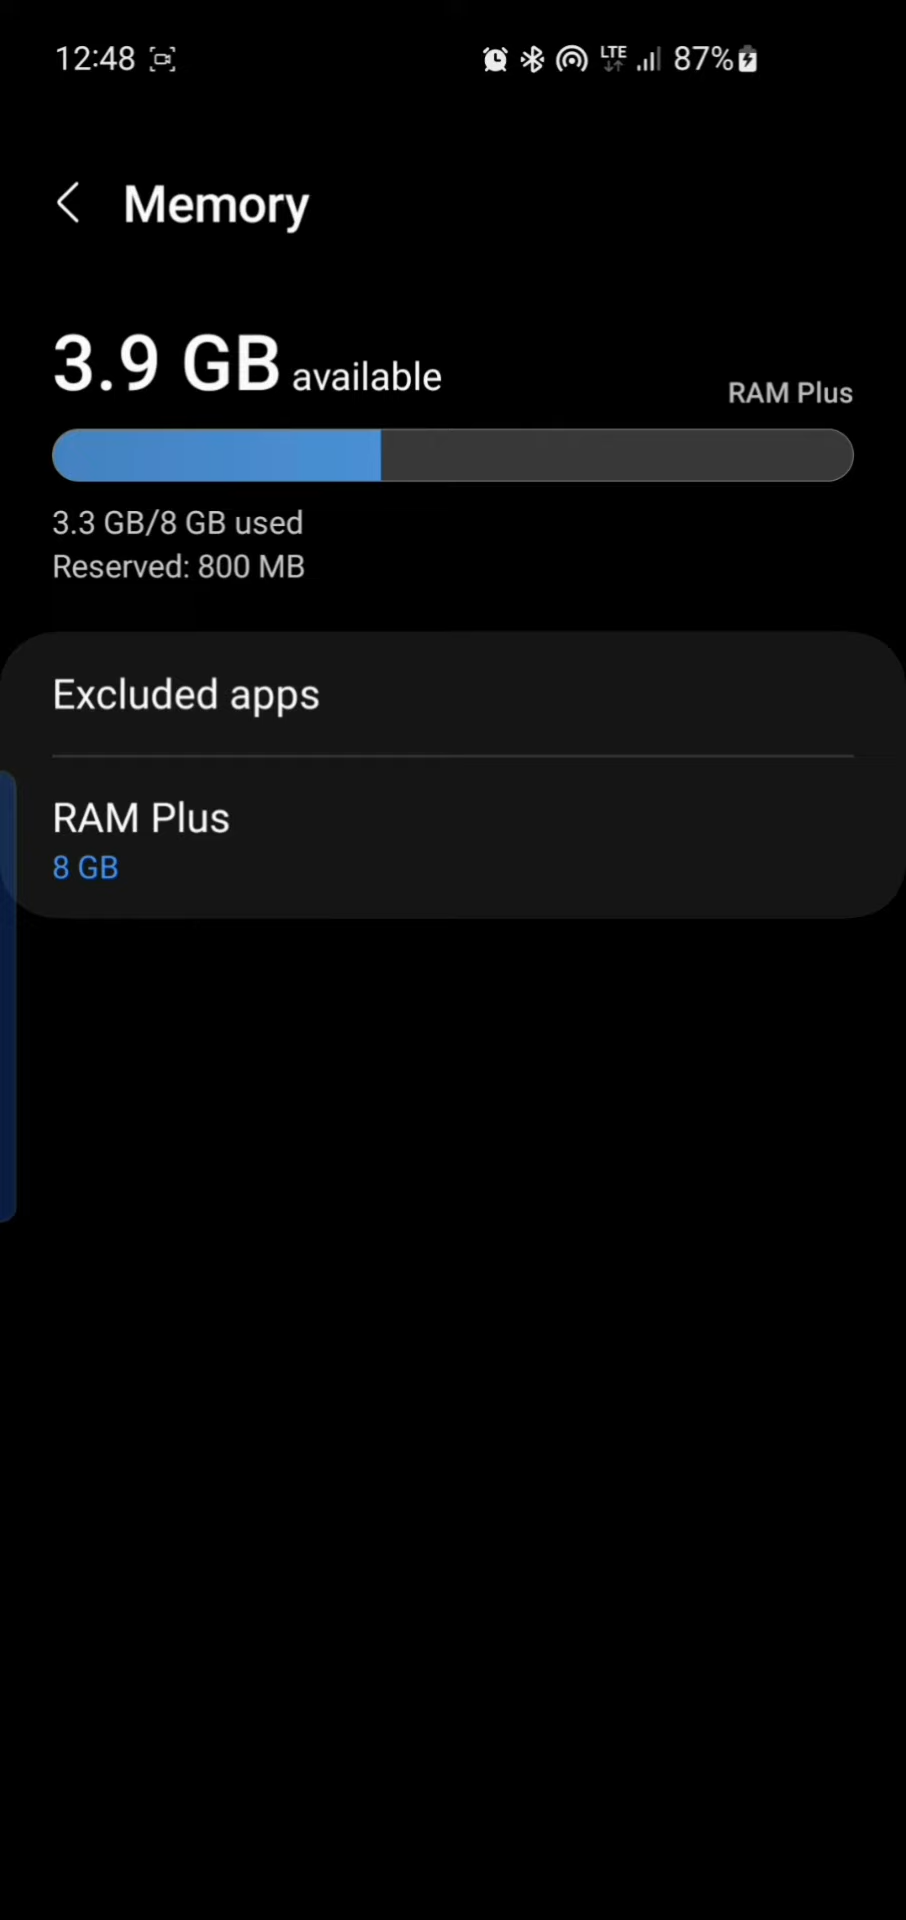 12:48 LTE 87%
Memory
3.9 GB available
RAM Plus
3.3 GB/8 GB used
Reserved: 800 MB
Excluded apps
RAM Plus
8 GB